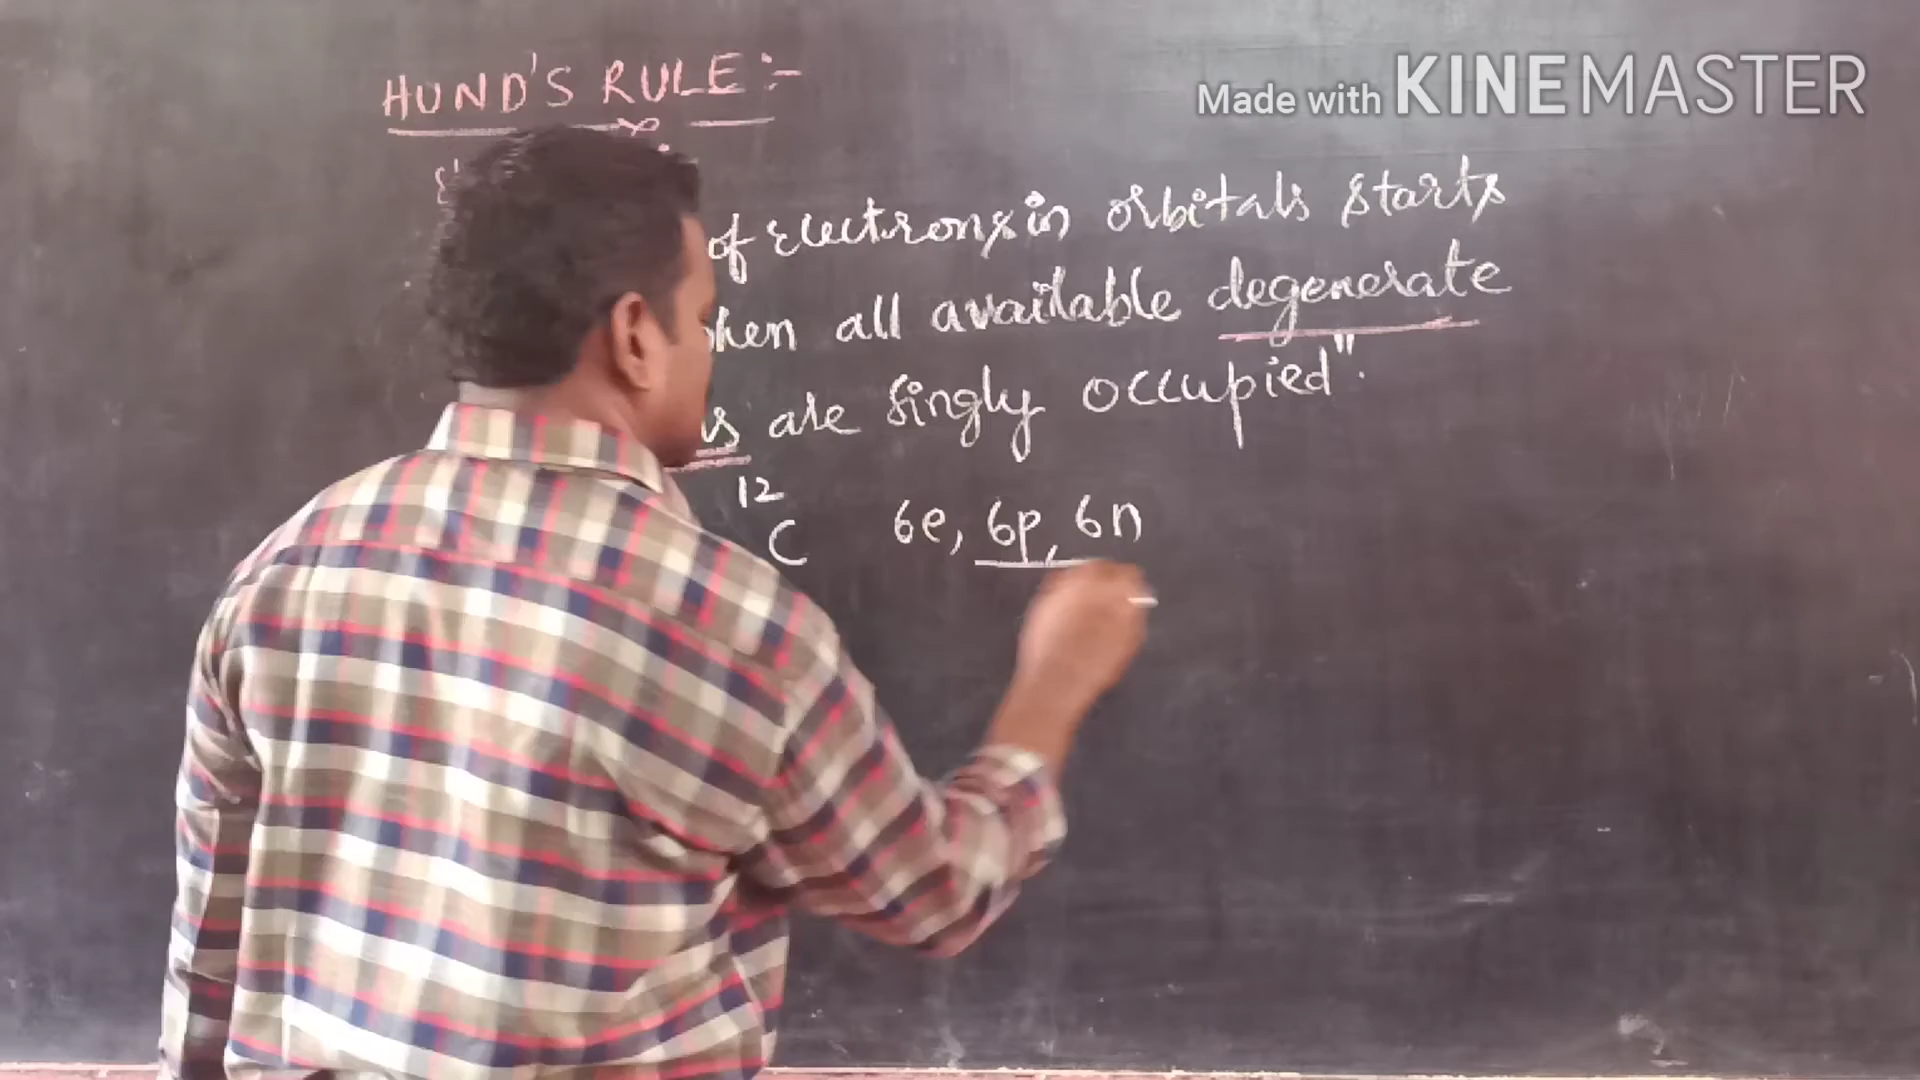 HUND'S RULE :-
Made with KINEMASTER
of Electrons in orbitals starts
when all available degenerate
are singly occupied".
12
C 6e, 6p, 6n